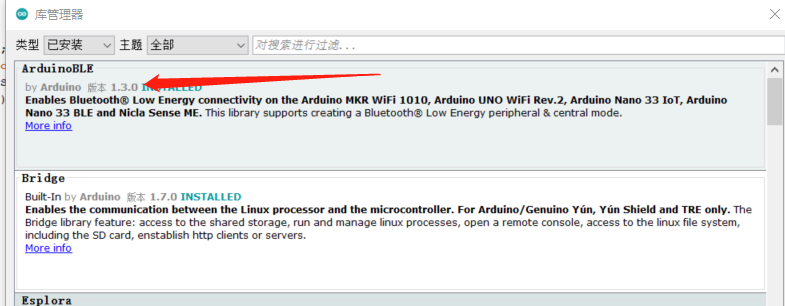 库管理器
类型 已安装 主题 全部 对搜索进行过滤...
ArduinoBLE
by Arduino 版本 1.3.0 INSTALLED
Enables Bluetooth® Low Energy connectivity on the Arduino MKR WiFi 1010, Arduino UNO WiFi Rev.2, Arduino Nano 33 IoT, Arduino
Nano 33 BLE and Nicla Sense ME. This library supports creating a Bluetooth® Low Energy peripheral & central mode.
More info
Bridge
Built-In by Arduino 版本 1.7.0 INSTALLED
Enables the communication between the Linux processor and the microcontroller. For Arduino/Genuino Yún, Yún Shield and TRE only. The
Bridge library feature: access to the shared storage, run and manage linux processes, open a remote console, access to the linux file system,
including the SD card, enstablish http clients or servers.
More info
Esplora